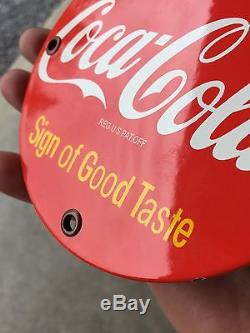 Coca-Cola
REG. U.S. PAT. OFF
Sign of Good Taste